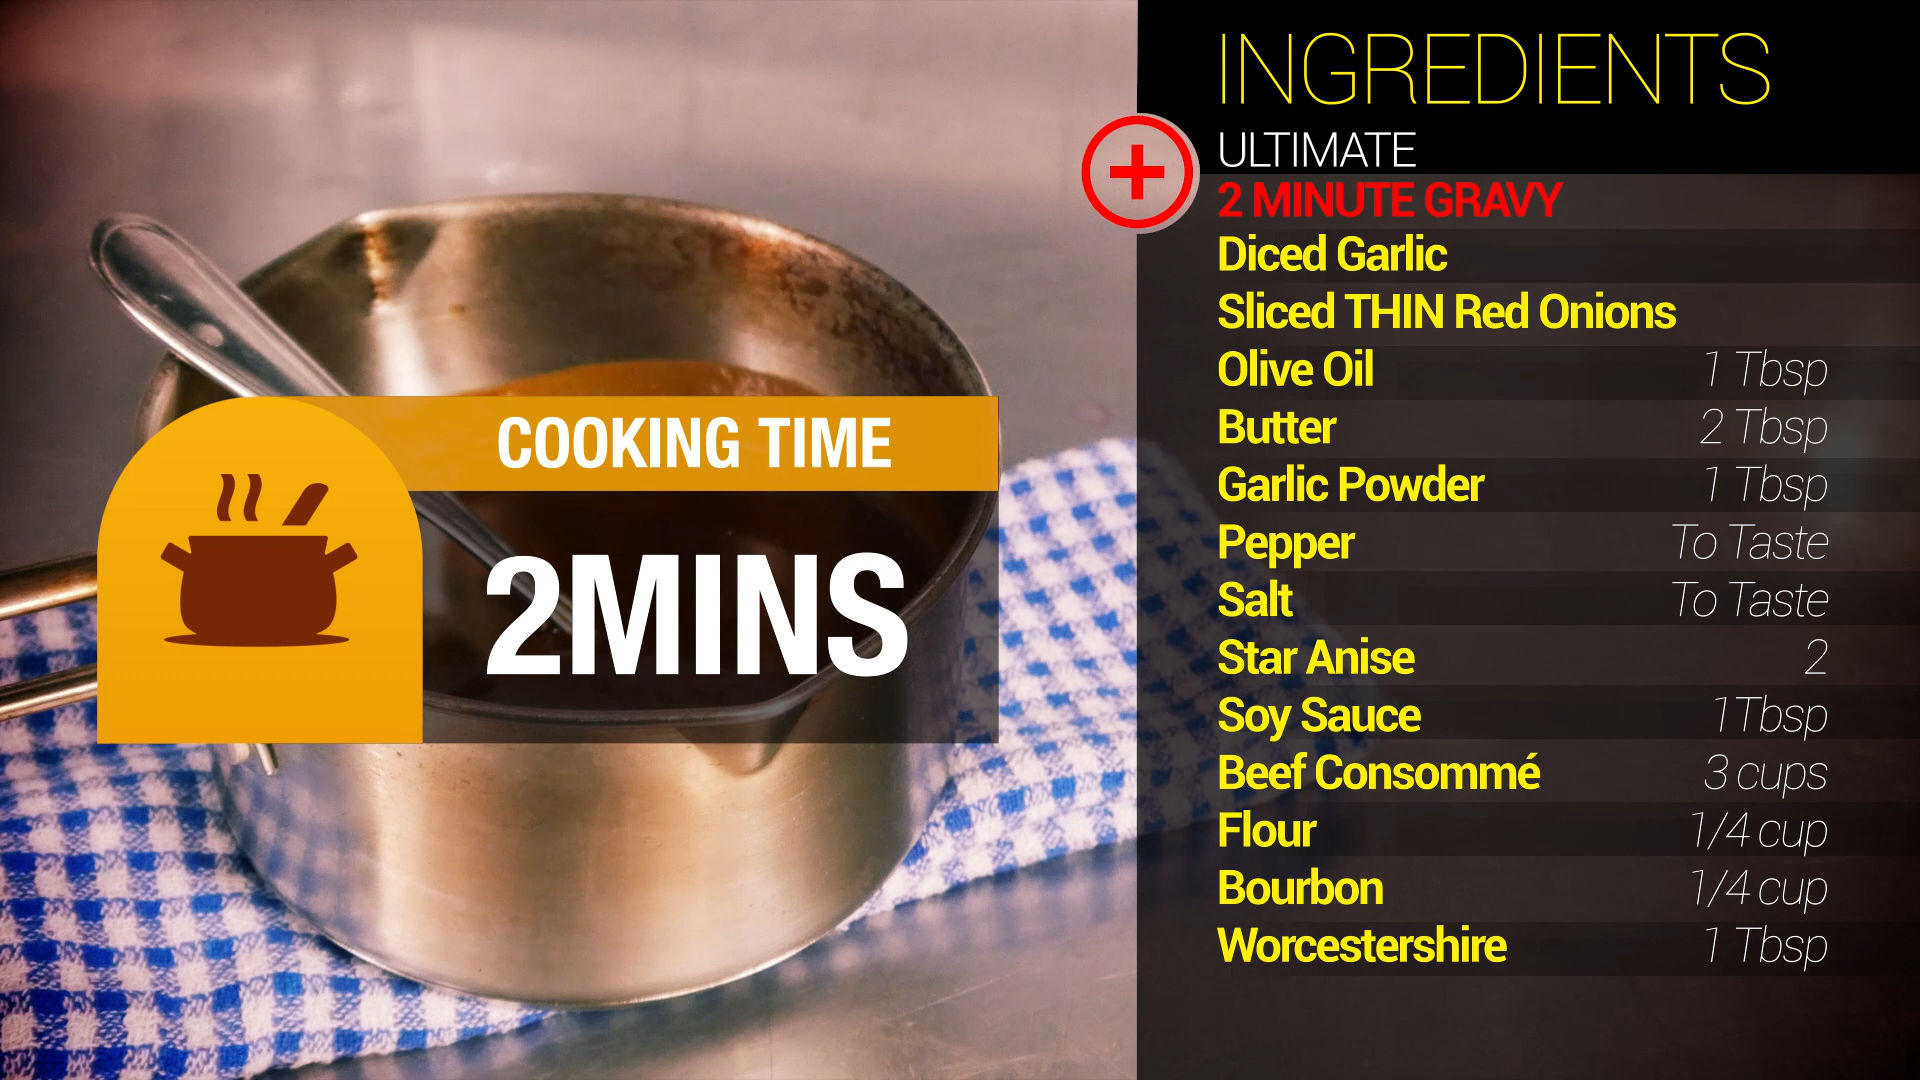 INGREDIENTS
ULTIMATE
2 MINUTE GRAVY
Diced Garlic
Sliced THIN Red Onions
Olive Oil 1 Tbsp
Butter 2 Tbsp
Garlic Powder 1 Tbsp
Pepper To Taste
Salt To Taste
Star Anise 2
Soy Sauce 1Tbsp
Beef Consommé 3 cups
Flour 1/4 cup
Bourbon 1/4 cup
Worcestershire 1 Tbsp
COOKING TIME
2MINS